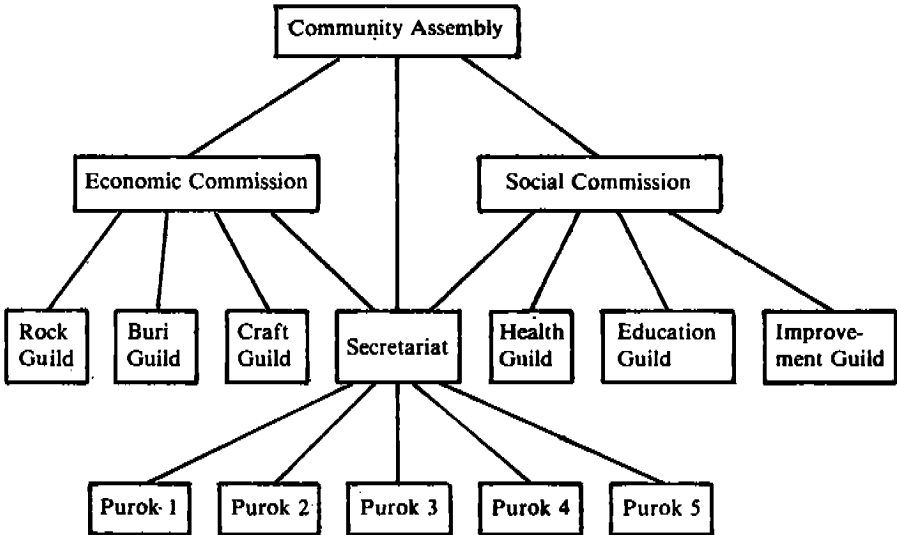 Community Assembly
Economic Commission
Social Commission
Rock
Guild
Buri
Guild
Craft
Guild
Secretariat
Health
Guild
Education
Guild
Improve-
ment Guild
Purok 1
Purok 2
Purok 3
Purok 4
Purok 5